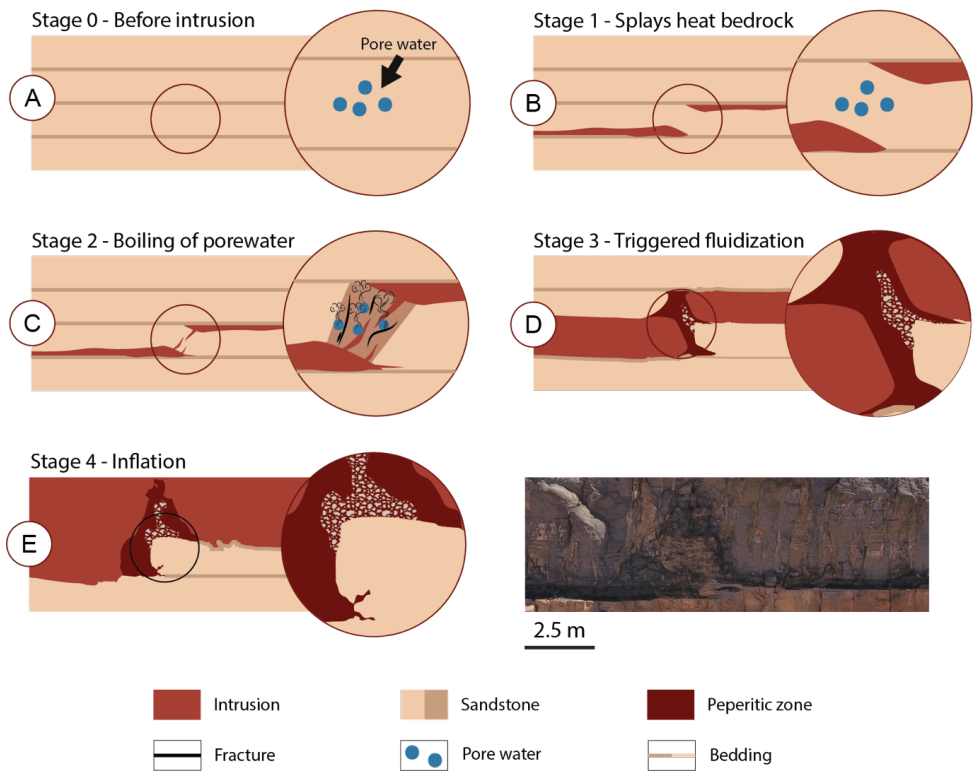 Stage 0 - Before intrusion
Pore water
A
Stage 1 - Splays heat bedrock
B
Stage 2 - Boiling of porewater
C
Stage 3 - Triggered fluidization
D
Stage 4 - Inflation
E
2.5 m
Intrusion
Sandstone
Peperitic zone
Fracture
Pore water
Bedding